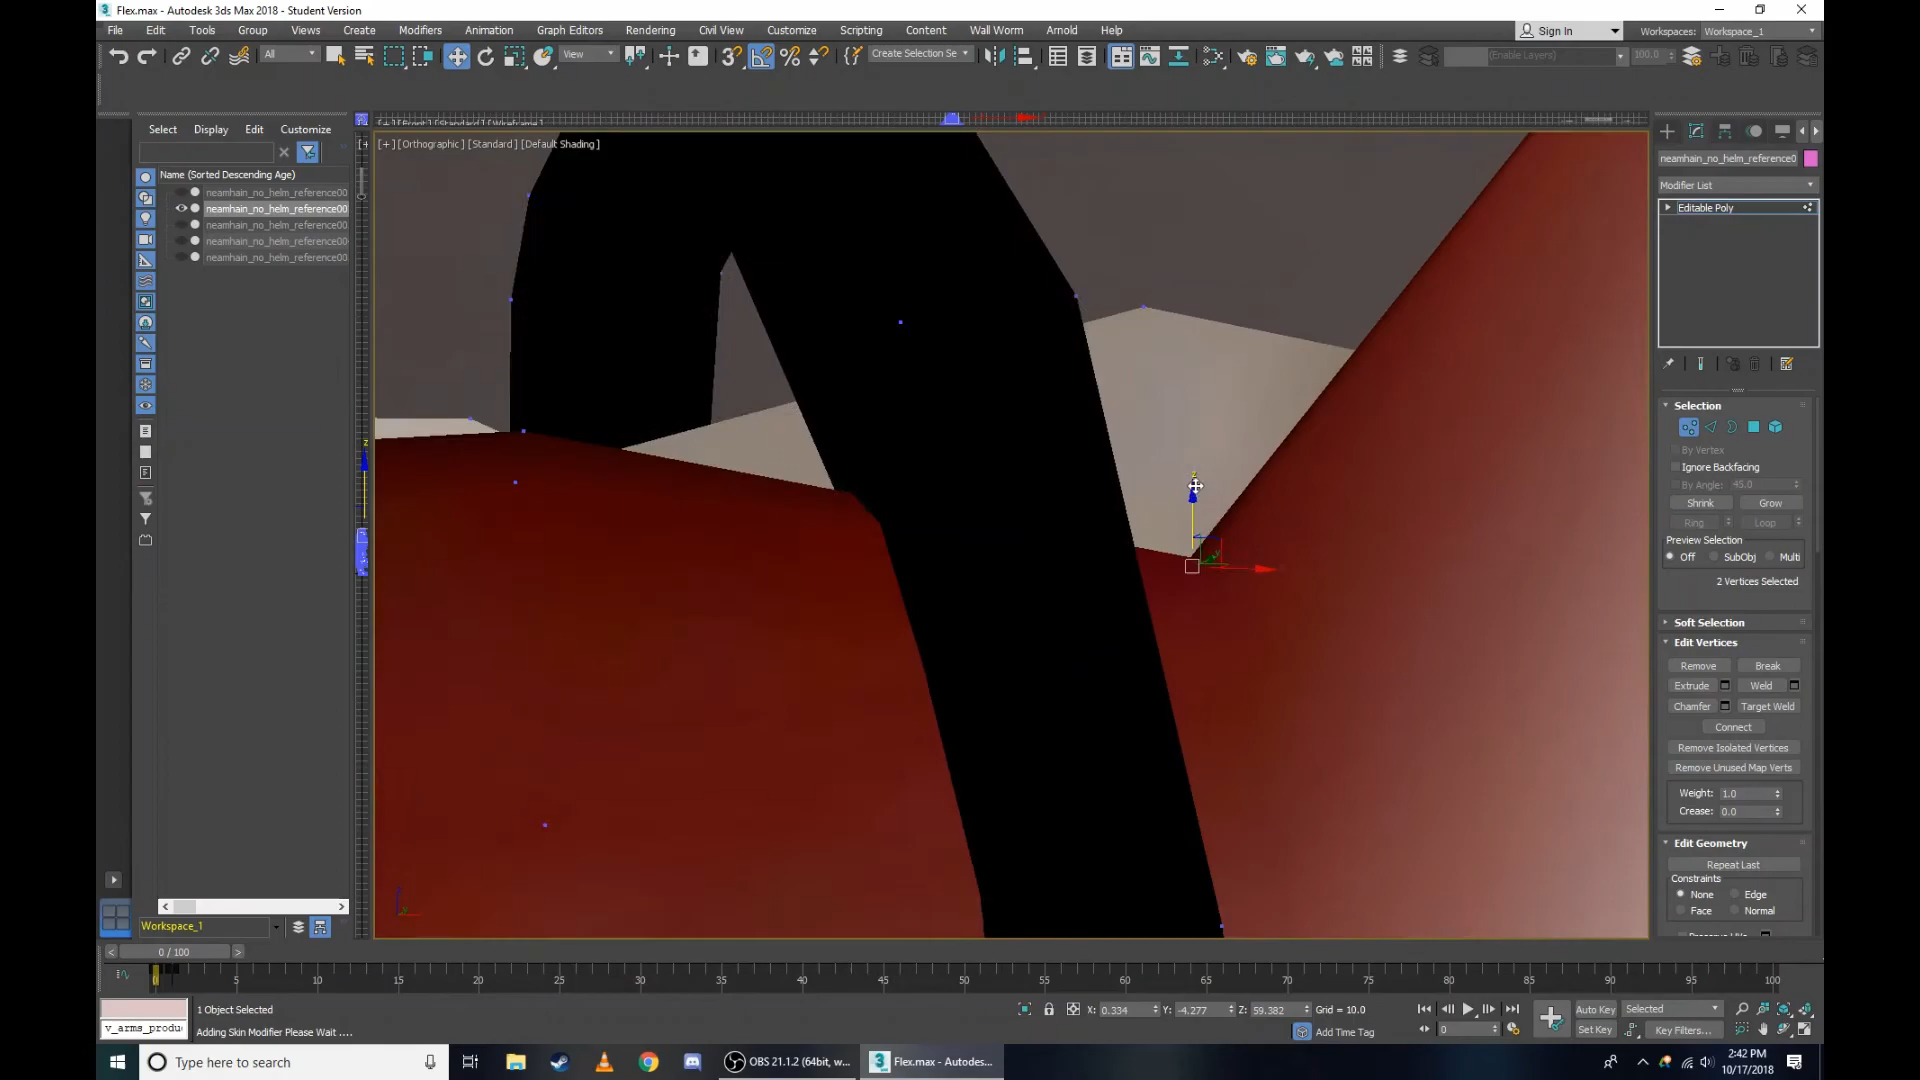 Flex.max - Autodesk 3ds Max 2018 - Student Version
File Edit Tools Group Views Create Modifiers Animation Graph Editors Rendering Civil View Customize Scripting Content Wall Worm Arnold Help
Sign In Workspaces: Workspace_1
All View Create Selection Se (Enable Layers) 100.0
Select Display Edit Customize
[+][Front][Standard][Wireframe]
[+][Orthographic][Standard][Default Shading]
Name (Sorted Descending Age)
neamhain_no_helm_reference00
neamhain_no_helm_reference00
neamhain_no_helm_reference00
neamhain_no_helm_reference00
neamhain_no_helm_reference00
z
z
neamhain_no_helm_reference0
Modifier List
Editable Poly
Selection
By Vertex
Ignore Backfacing
By Angle: 45.0
Shrink Grow
Ring Loop
Preview Selection
Off SubObj Multi
2 Vertices Selected
Soft Selection
Edit Vertices
Remove Break
Extrude Weld
Chamfer Target Weld
Connect
Remove Isolated Vertices
Remove Unused Map Verts
Weight: 1.0
Crease: 0.0
Edit Geometry
Repeat Last
Constraints
None Edge
Face Normal
Workspace_1
0 / 100
5 10 15 20 25 30 35 40 45 50 55 60 65 70 75 80 85 90 95 100
1 Object Selected
X: 0.334 Y: -4.277 Z: 59.382 Grid = 10.0
Auto Key Selected
v_arms_produ
Adding Skin Modifier Please Wait ....
Add Time Tag
0
Set Key Key Filters...
Type here to search
OBS 21.1.2 (64bit, w...
Flex.max - Autodes...
2:42 PM
10/17/2018